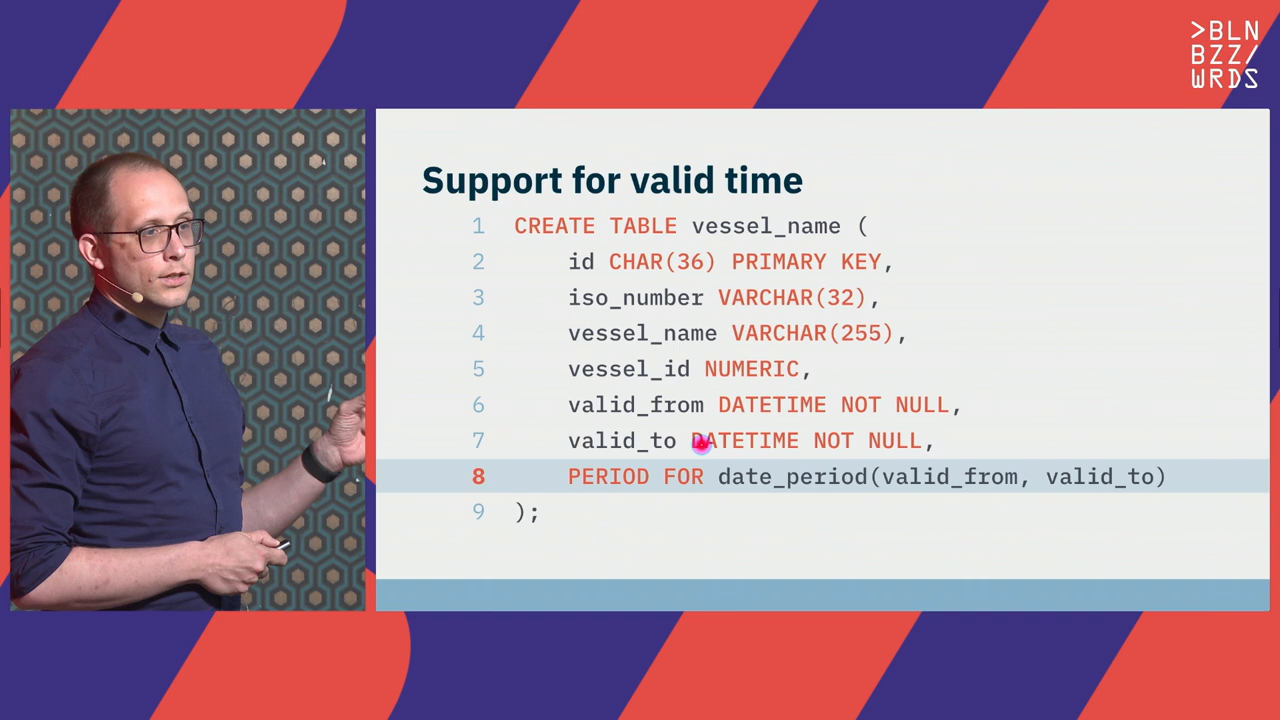 >BLN
BZZ/
WRDS
Support for valid time
1 CREATE TABLE vessel_name (
2 id CHAR(36) PRIMARY KEY,
3 iso_number VARCHAR(32),
4 vessel_name VARCHAR(255),
5 vessel_id NUMERIC,
6 valid_from DATETIME NOT NULL,
7 valid_to DATETIME NOT NULL,
8 PERIOD FOR date_period(valid_from, valid_to)
9 );